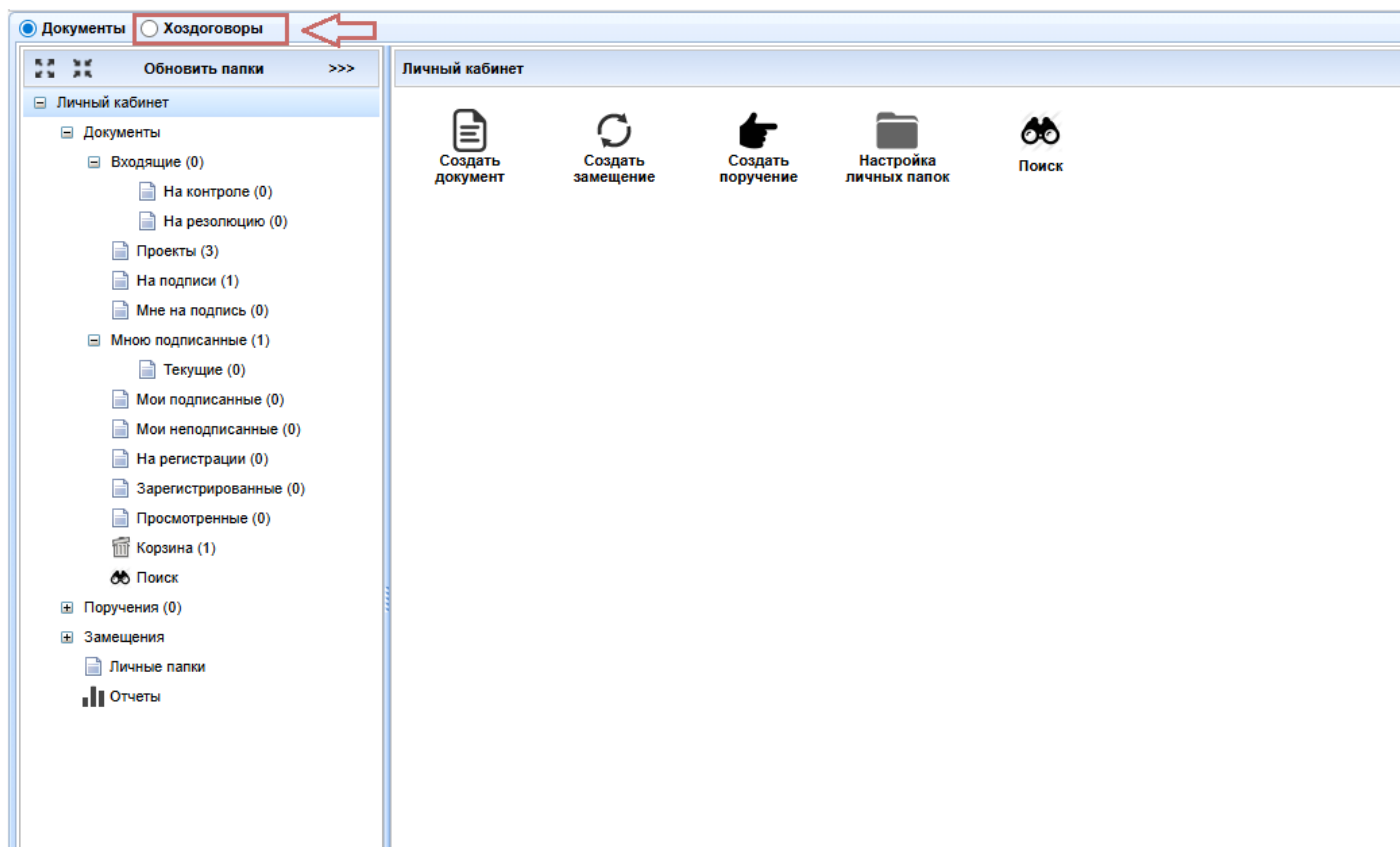 Документы Хоздоговоры
Обновить папки >>>
Личный кабинет
Документы
Входящие (0)
На контроле (0)
На резолюцию (0)
Проекты (3)
На подписи (1)
Мне на подпись (0)
Мною подписанные (1)
Текущие (0)
Мои подписанные (0)
Мои неподписанные (0)
На регистрации (0)
Зарегистрированные (0)
Просмотренные (0)
Корзина (1)
Поиск
Поручения (0)
Замещения
Личные папки
Отчеты
Личный кабинет
Создать
документ
Создать
замещение
Создать
поручение
Настройка
личных папок
Поиск